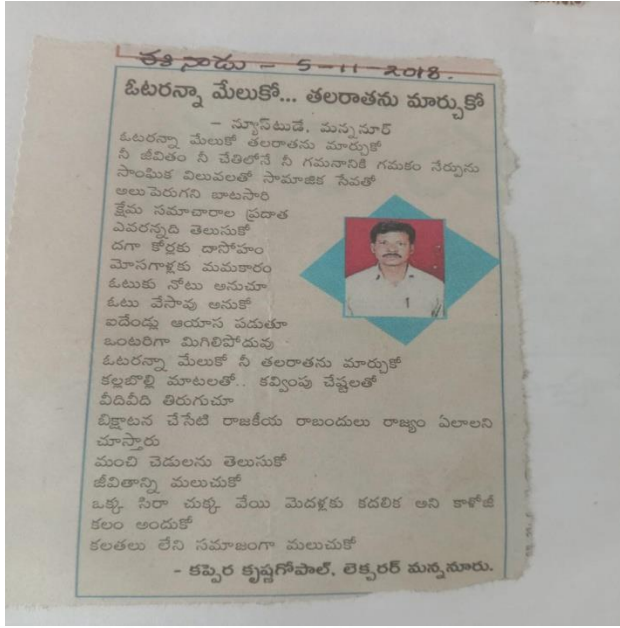 ఈనాడు - 5-11-2018.
ఓటరన్నా మేలుకో... తలరాతను మార్చుకో
- న్యూస్‌టుడే, మన్ననూర్
ఓటరన్నా మేలుకో తలరాతను మార్చుకో
నీ జీవితం నీ చేతిలోనే నీ గమనానికి గమకం నేర్పును
సాంఘిక విలువలతో సామాజిక సేవతో
అలుపెరుగని బాటసారి
క్షేమ సమాచారాల ప్రదాత
ఎవరన్నది తెలుసుకో
దగా కోర్లకు దాసోహం
మోసగాళ్లకు మమకారం
ఓటుకు నోటు అనుచూ
ఓటు వేసావు అనుకో
ఐదేండ్లు ఆయాస పడుతూ
ఒంటరిగా మిగిలిపోదువు
ఓటరన్నా మేలుకో నీ తలరాతను మార్చుకో
కల్లబొల్లి మాటలతో.. కవ్వింపు చేష్టలతో
వీదివీది తిరుగుచూ
బిక్షాటన చేసేటి రాజకీయ రాబందులు రాజ్యం ఏలాలని
చూస్తారు
మంచి చెడులను తెలుసుకో
జీవితాన్ని మలుచుకో
ఒక్క సిరా చుక్క వేయి మెదళ్లకు కదలిక అని కాళోజీ
కలం అందుకో
కలతలు లేని సమాజంగా మలుచుకో
- కప్పెర కృష్ణగోపాల్, లెక్చరర్ మన్ననూరు.